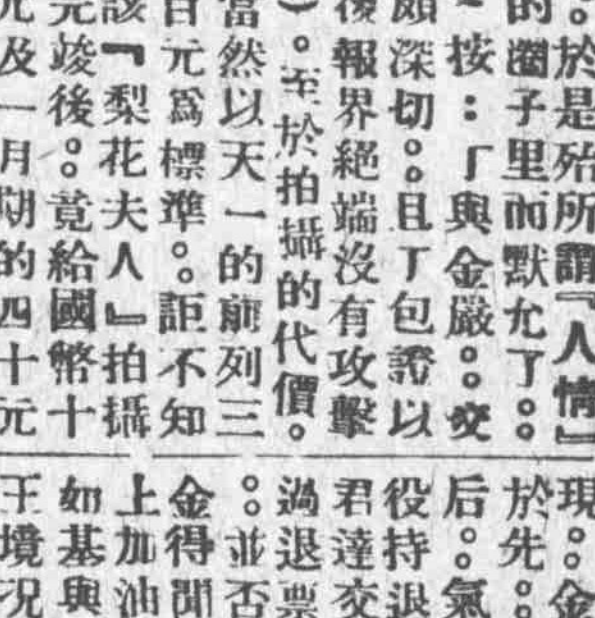 。於是殆所謂『人情』
的圈子里而默允了。。
、按：「與金嚴。。交
頗深切。。且丁包證以
後報界絕端沒有攻擊
)。至於拍攝的代價。
當然以天一的前列三
百元爲標準。。詎不知
該『梨花夫人』拍攝
完竣後。。竟給國幣十
元及一月期的四十元
現。。金
於先。。
后。。氣
役持退
君達交
過退票
。。並否
金得聞
上加油
如基與
王境况